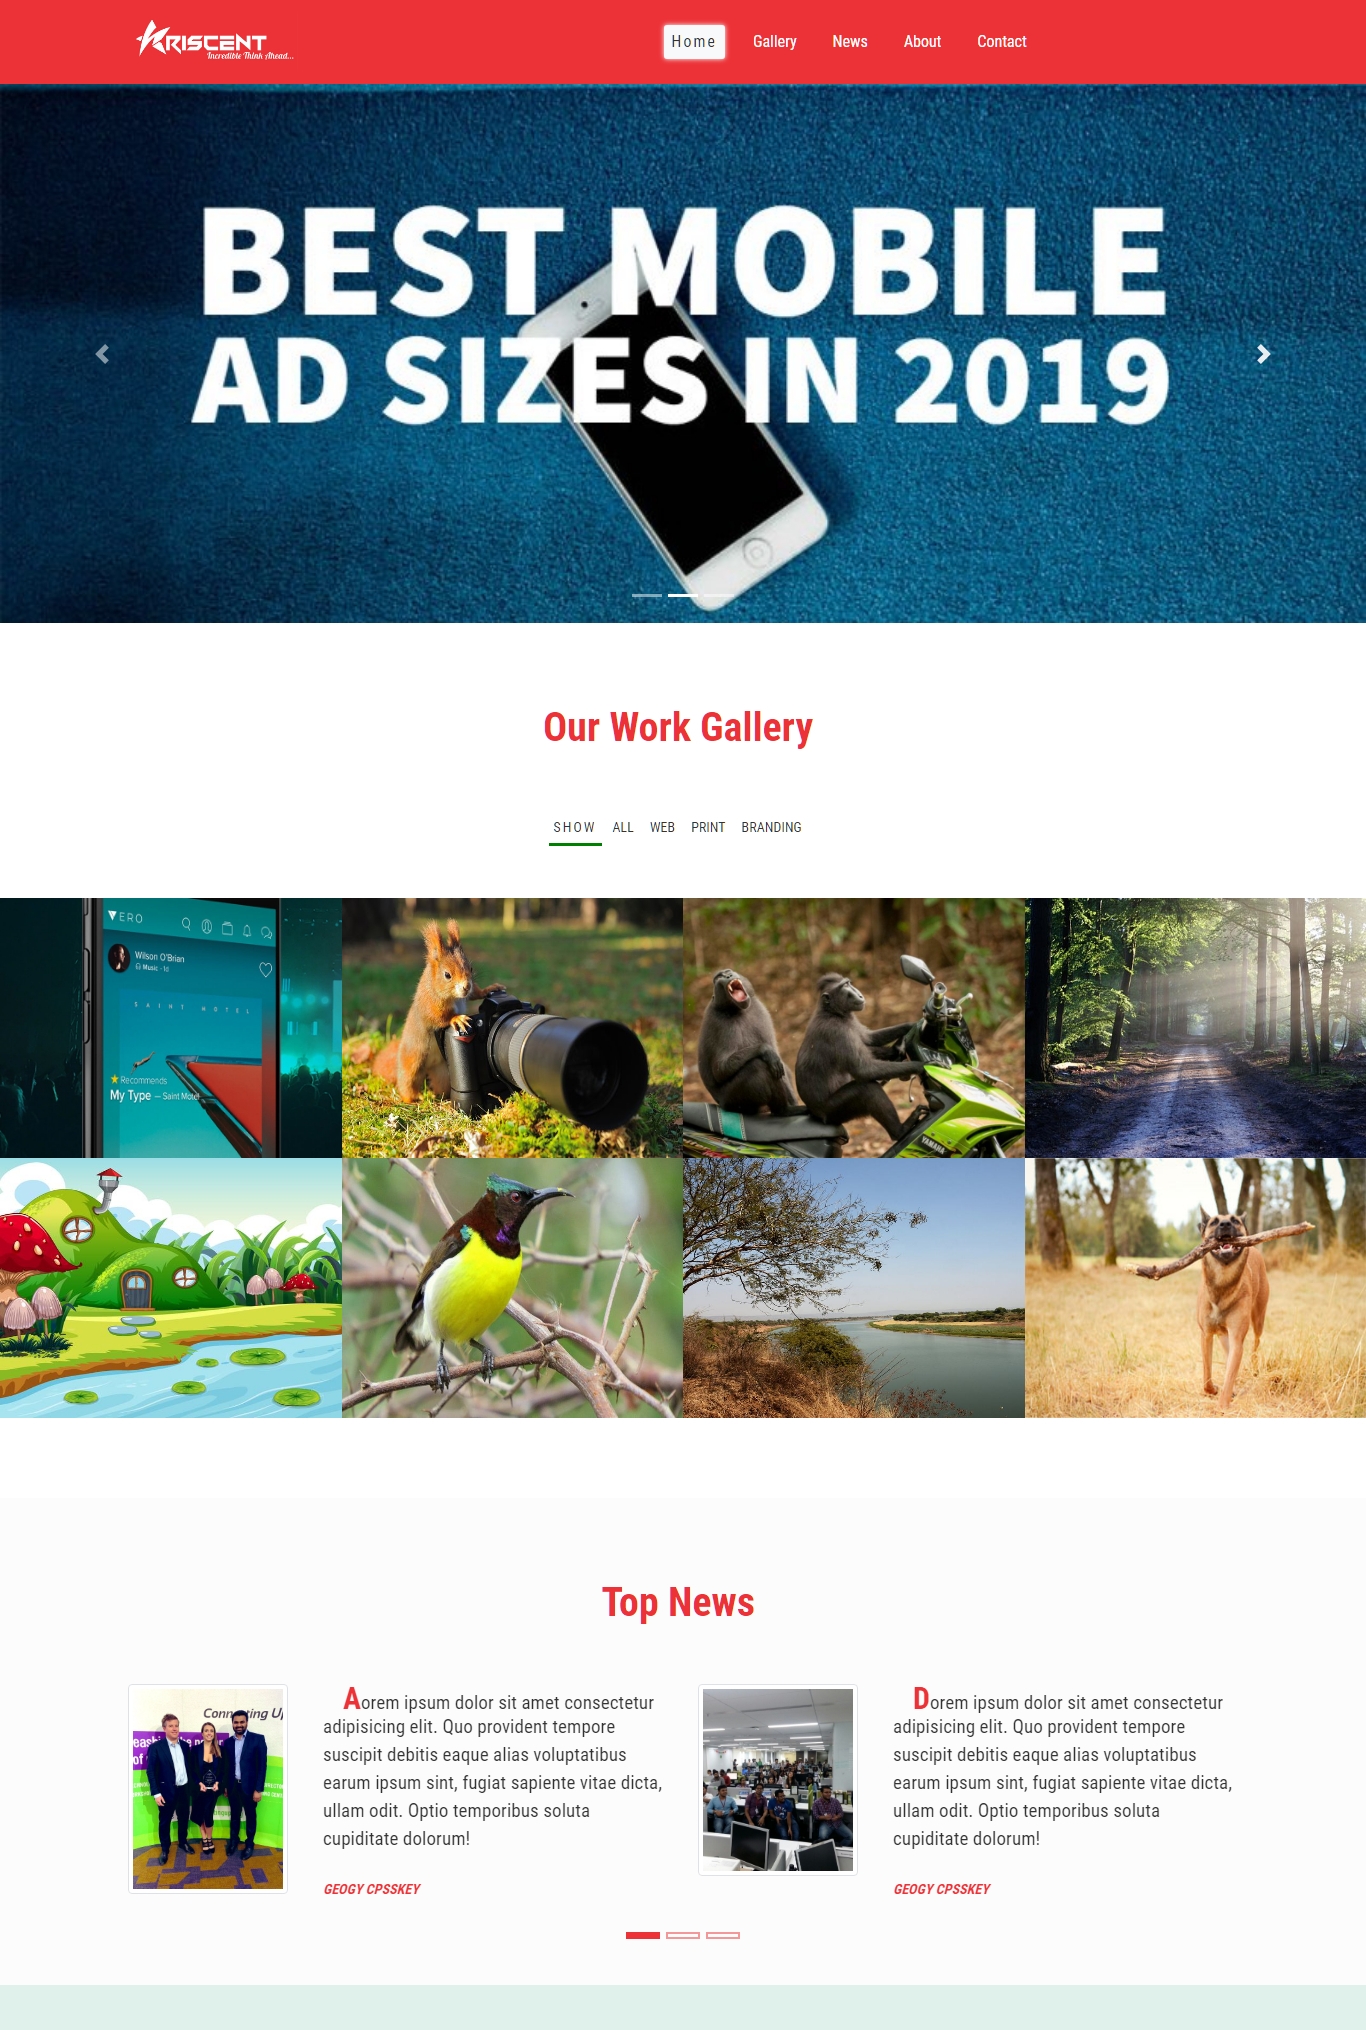 KRISCENT
Incredible Think Ahead...
Home Gallery News About Contact
BEST MOBILE
AD SIZES IN 2019
Our Work Gallery
SHOW ALL WEB PRINT BRANDING
VERO
Wilson O'Brian
Music · 1d
SAINT MOTEL
Recommends
My Type — Saint Motel
YAMAHA
Top News
Aorem ipsum dolor sit amet consectetur
adipisicing elit. Quo provident tempore
suscipit debitis eaque alias voluptatibus
earum ipsum sint, fugiat sapiente vitae dicta,
ullam odit. Optio temporibus soluta
cupiditate dolorum!
GEOGY CPSSKEY
Dorem ipsum dolor sit amet consectetur
adipisicing elit. Quo provident tempore
suscipit debitis eaque alias voluptatibus
earum ipsum sint, fugiat sapiente vitae dicta,
ullam odit. Optio temporibus soluta
cupiditate dolorum!
GEOGY CPSSKEY